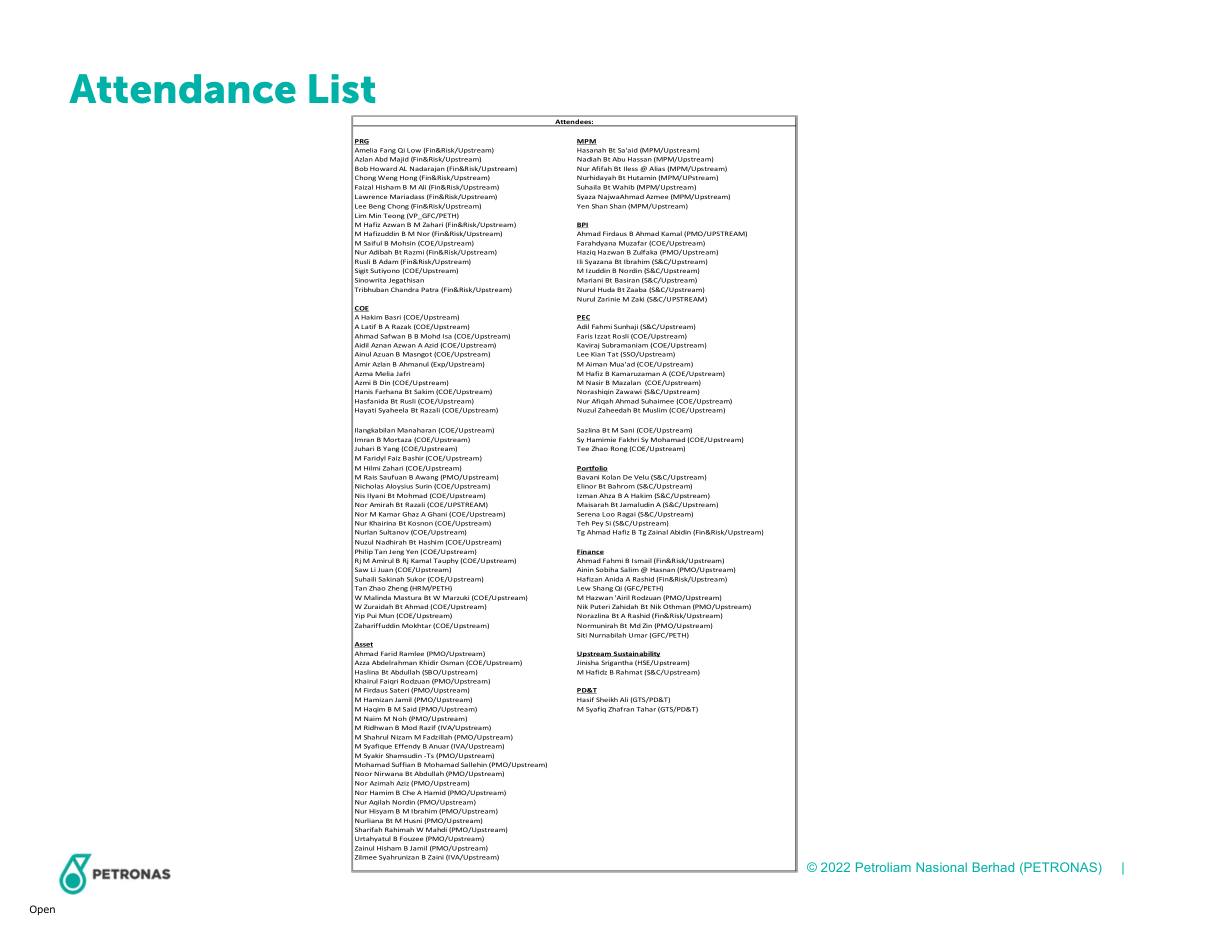 Attendance List
Attendees:
PRG
Amelia Fang Qi Low (Fin&Risk/Upstream)
Azlan Abd Majid (Fin&Risk/Upstream)
Bob Howard AL Nadarajan (Fin&Risk/Upstream)
Chong Weng Hong (Fin&Risk/Upstream)
Faizal Hisham B M Ali (Fin&Risk/Upstream)
Lawrence Mariadass (Fin&Risk/Upstream)
Lee Beng Chong (Fin&Risk/Upstream)
Lim Min Teong (VP_GFC/PETH)
M Hafiz Azwan B M Zahari (Fin&Risk/Upstream)
M Hafizuddin B M Nor (Fin&Risk/Upstream)
M Saiful B Mohsin (COE/Upstream)
Nur Adibah Bt Razmi (Fin&Risk/Upstream)
Rusli B Adam (Fin&Risk/Upstream)
Sigit Sutiyono (COE/Upstream)
Sinowrita Jegathisan
Tribhuban Chandra Patra (Fin&Risk/Upstream)
COE
A Hakim Basri (COE/Upstream)
A Latif B A Razak (COE/Upstream)
Ahmad Safwan B B Mohd Isa (COE/Upstream)
Aidil Aznan Azwan A Azid (COE/Upstream)
Ainul Azuan B Masngot (COE/Upstream)
Amir Azlan B Ahmanul (Exp/Upstream)
Azma Melia Jafri
Azmi B Din (COE/Upstream)
Hanis Farhana Bt Sakim (COE/Upstream)
Hasfanida Bt Rusli (COE/Upstream)
Hayati Syaheela Bt Razali (COE/Upstream)
Ilangkabilan Manaharan (COE/Upstream)
Imran B Mortaza (COE/Upstream)
Juhari B Yang (COE/Upstream)
M Faridyl Faiz Bashir (COE/Upstream)
M Hilmi Zahari (COE/Upstream)
M Rais Saufuan B Awang (PMO/Upstream)
Nicholas Aloysius Surin (COE/Upstream)
Nis Ilyani Bt Mohmad (COE/Upstream)
Nor Amirah Bt Razali (COE/UPSTREAM)
Nor M Kamar Ghaz A Ghani (COE/Upstream)
Nur Khairina Bt Kosnon (COE/Upstream)
Nurlan Sultanov (COE/Upstream)
Nuzul Nadhirah Bt Hashim (COE/Upstream)
Philip Tan Jeng Yen (COE/Upstream)
Rj M Amirul B Rj Kamal Tauphy (COE/Upstream)
Saw Li Juan (COE/Upstream)
Suhaili Sakinah Sukor (COE/Upstream)
Tan Zhao Zheng (HRM/PETH)
W Malinda Mastura Bt W Marzuki (COE/Upstream)
W Zuraidah Bt Ahmad (COE/Upstream)
Yip Pui Mun (COE/Upstream)
Zahariffuddin Mokhtar (COE/Upstream)
Asset
Ahmad Farid Ramlee (PMO/Upstream)
Azza Abdelrahman Khidir Osman (COE/Upstream)
Haslina Bt Abdullah (SBO/Upstream)
Khairul Faiqri Rodzuan (PMO/Upstream)
M Firdaus Sateri (PMO/Upstream)
M Hamizan Jamil (PMO/Upstream)
M Haqim B M Said (PMO/Upstream)
M Naim M Noh (PMO/Upstream)
M Ridhwan B Mod Razif (IVA/Upstream)
M Shahrul Nizam M Fadzillah (PMO/Upstream)
M Syafique Effendy B Anuar (IVA/Upstream)
M Syakir Shamsudin -Ts (PMO/Upstream)
Mohamad Suffian B Mohamad Sallehin (PMO/Upstream)
Noor Nirwana Bt Abdullah (PMO/Upstream)
Nor Azimah Aziz (PMO/Upstream)
Nor Hamim B Che A Hamid (PMO/Upstream)
Nur Aqilah Nordin (PMO/Upstream)
Nur Hisyam B M Ibrahim (PMO/Upstream)
Nurliana Bt M Husni (PMO/Upstream)
Sharifah Rahimah W Mahdi (PMO/Upstream)
Urtahyatul B Fouzee (PMO/Upstream)
Zainul Hisham B Jamil (PMO/Upstream)
Zilmee Syahrunizan B Zaini (IVA/Upstream)
MPM
Hasanah Bt Sa'aid (MPM/Upstream)
Nadiah Bt Abu Hassan (MPM/Upstream)
Nur Afifah Bt Iless @ Alias (MPM/Upstream)
Nurhidayah Bt Hutamin (MPM/UPstream)
Suhaila Bt Wahib (MPM/Upstream)
Syaza NajwaAhmad Azmee (MPM/Upstream)
Yen Shan Shan (MPM/Upstream)
BPI
Ahmad Firdaus B Ahmad Kamal (PMO/UPSTREAM)
Farahdyana Muzafar (COE/Upstream)
Haziq Hazwan B Zulfaka (PMO/Upstream)
Ili Syazana Bt Ibrahim (S&C/Upstream)
M Izuddin B Nordin (S&C/Upstream)
Mariani Bt Basiran (S&C/Upstream)
Nurul Huda Bt Zaaba (S&C/Upstream)
Nurul Zarinie M Zaki (S&C/UPSTREAM)
PEC
Adil Fahmi Sunhaji (S&C/Upstream)
Faris Izzat Rosli (COE/Upstream)
Kaviraj Subramaniam (COE/Upstream)
Lee Kian Tat (SSO/Upstream)
M Aiman Mua'ad (COE/Upstream)
M Hafiz B Kamaruzaman A (COE/Upstream)
M Nasir B Mazalan (COE/Upstream)
Norashiqin Zawawi (S&C/Upstream)
Nur Afiqah Ahmad Suhaimee (COE/Upstream)
Nuzul Zaheedah Bt Muslim (COE/Upstream)
Sazlina Bt M Sani (COE/Upstream)
Sy Hamimie Fakhri Sy Mohamad (COE/Upstream)
Tee Zhao Rong (COE/Upstream)
Portfolio
Bavani Kolan De Velu (S&C/Upstream)
Elinor Bt Bahrom (S&C/Upstream)
Izman Ahza B A Hakim (S&C/Upstream)
Maisarah Bt Jamaludin A (S&C/Upstream)
Serena Loo Ragai (S&C/Upstream)
Teh Pey Si (S&C/Upstream)
Tg Ahmad Hafiz B Tg Zainal Abidin (Fin&Risk/Upstream)
Finance
Ahmad Fahmi B Ismail (Fin&Risk/Upstream)
Ainin Sobiha Salim @ Hasnan (PMO/Upstream)
Hafizan Anida A Rashid (Fin&Risk/Upstream)
Lew Shang Qi (GFC/PETH)
M Hazwan 'Airil Rodzuan (PMO/Upstream)
Nik Puteri Zahidah Bt Nik Othman (PMO/Upstream)
Norazlina Bt A Rashid (Fin&Risk/Upstream)
Normunirah Bt Md Zin (PMO/Upstream)
Siti Nurnabilah Umar (GFC/PETH)
Upstream Sustainability
Jinisha Srigantha (HSE/Upstream)
M Hafidz B Rahmat (S&C/Upstream)
PD&T
Hasif Sheikh Ali (GTS/PD&T)
M Syafiq Zhafran Tahar (GTS/PD&T)
PETRONAS
© 2022 Petroliam Nasional Berhad (PETRONAS) |
Open